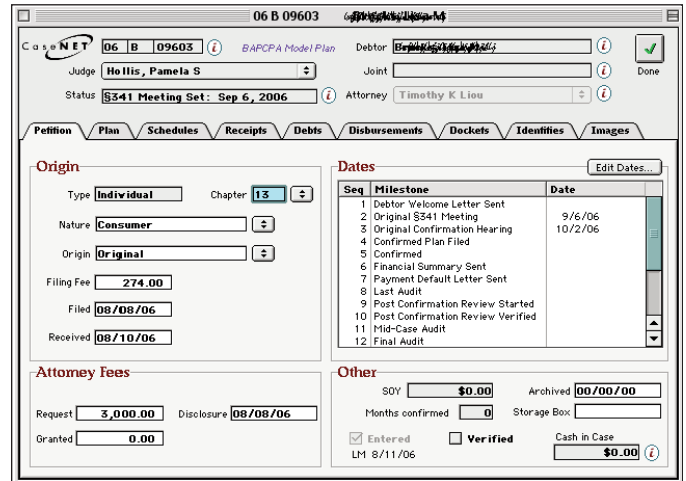 06 B 09603
CaseNET 06 B 09603 i BAPCPA Model Plan Debtor i
Judge Hollis, Pamela S Joint i Done
Status §341 Meeting Set: Sep 6, 2006 i Attorney Timothy K Liou i
Petition Plan Schedules Receipts Debts Disbursements Dockets Identities Images
Origin
Type Individual Chapter 13
Nature Consumer
Origin Original
Filing Fee 274.00
Filed 08/08/06
Received 08/10/06
Dates Edit Dates...
Seq Milestone Date
1 Debtor Welcome Letter Sent
2 Original §341 Meeting 9/6/06
3 Original Confirmation Hearing 10/2/06
4 Confirmed Plan Filed
5 Confirmed
6 Financial Summary Sent
7 Payment Default Letter Sent
8 Last Audit
9 Post Confirmation Review Started
10 Post Confirmation Review Verified
11 Mid-Case Audit
12 Final Audit
Attorney Fees
Request 3,000.00 Disclosure 08/08/06
Granted 0.00
Other
SOY $0.00 Archived 00/00/00
Months confirmed 0 Storage Box
Entered Verified Cash in Case
LM 8/11/06 $0.00 i